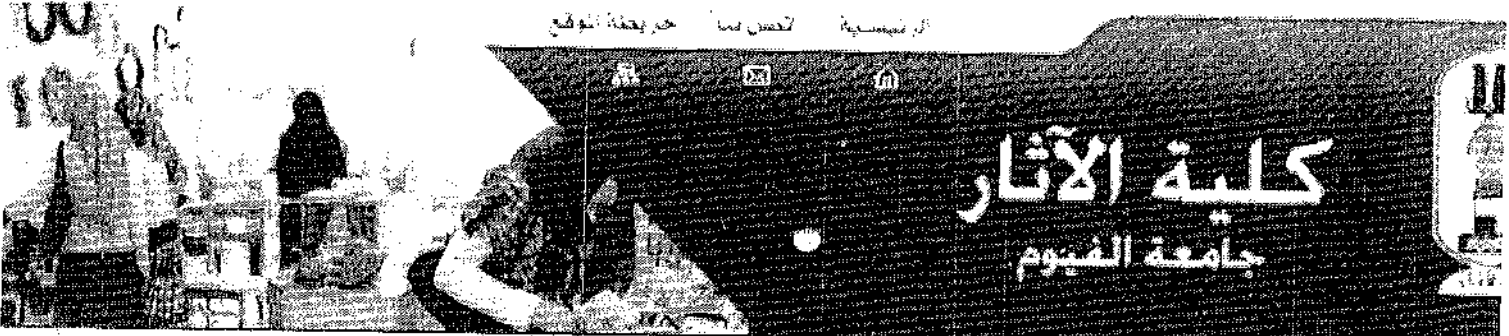 الرئيسية اتصل بنا خريطة الموقع
كلية الآثار
جامعة الفيوم